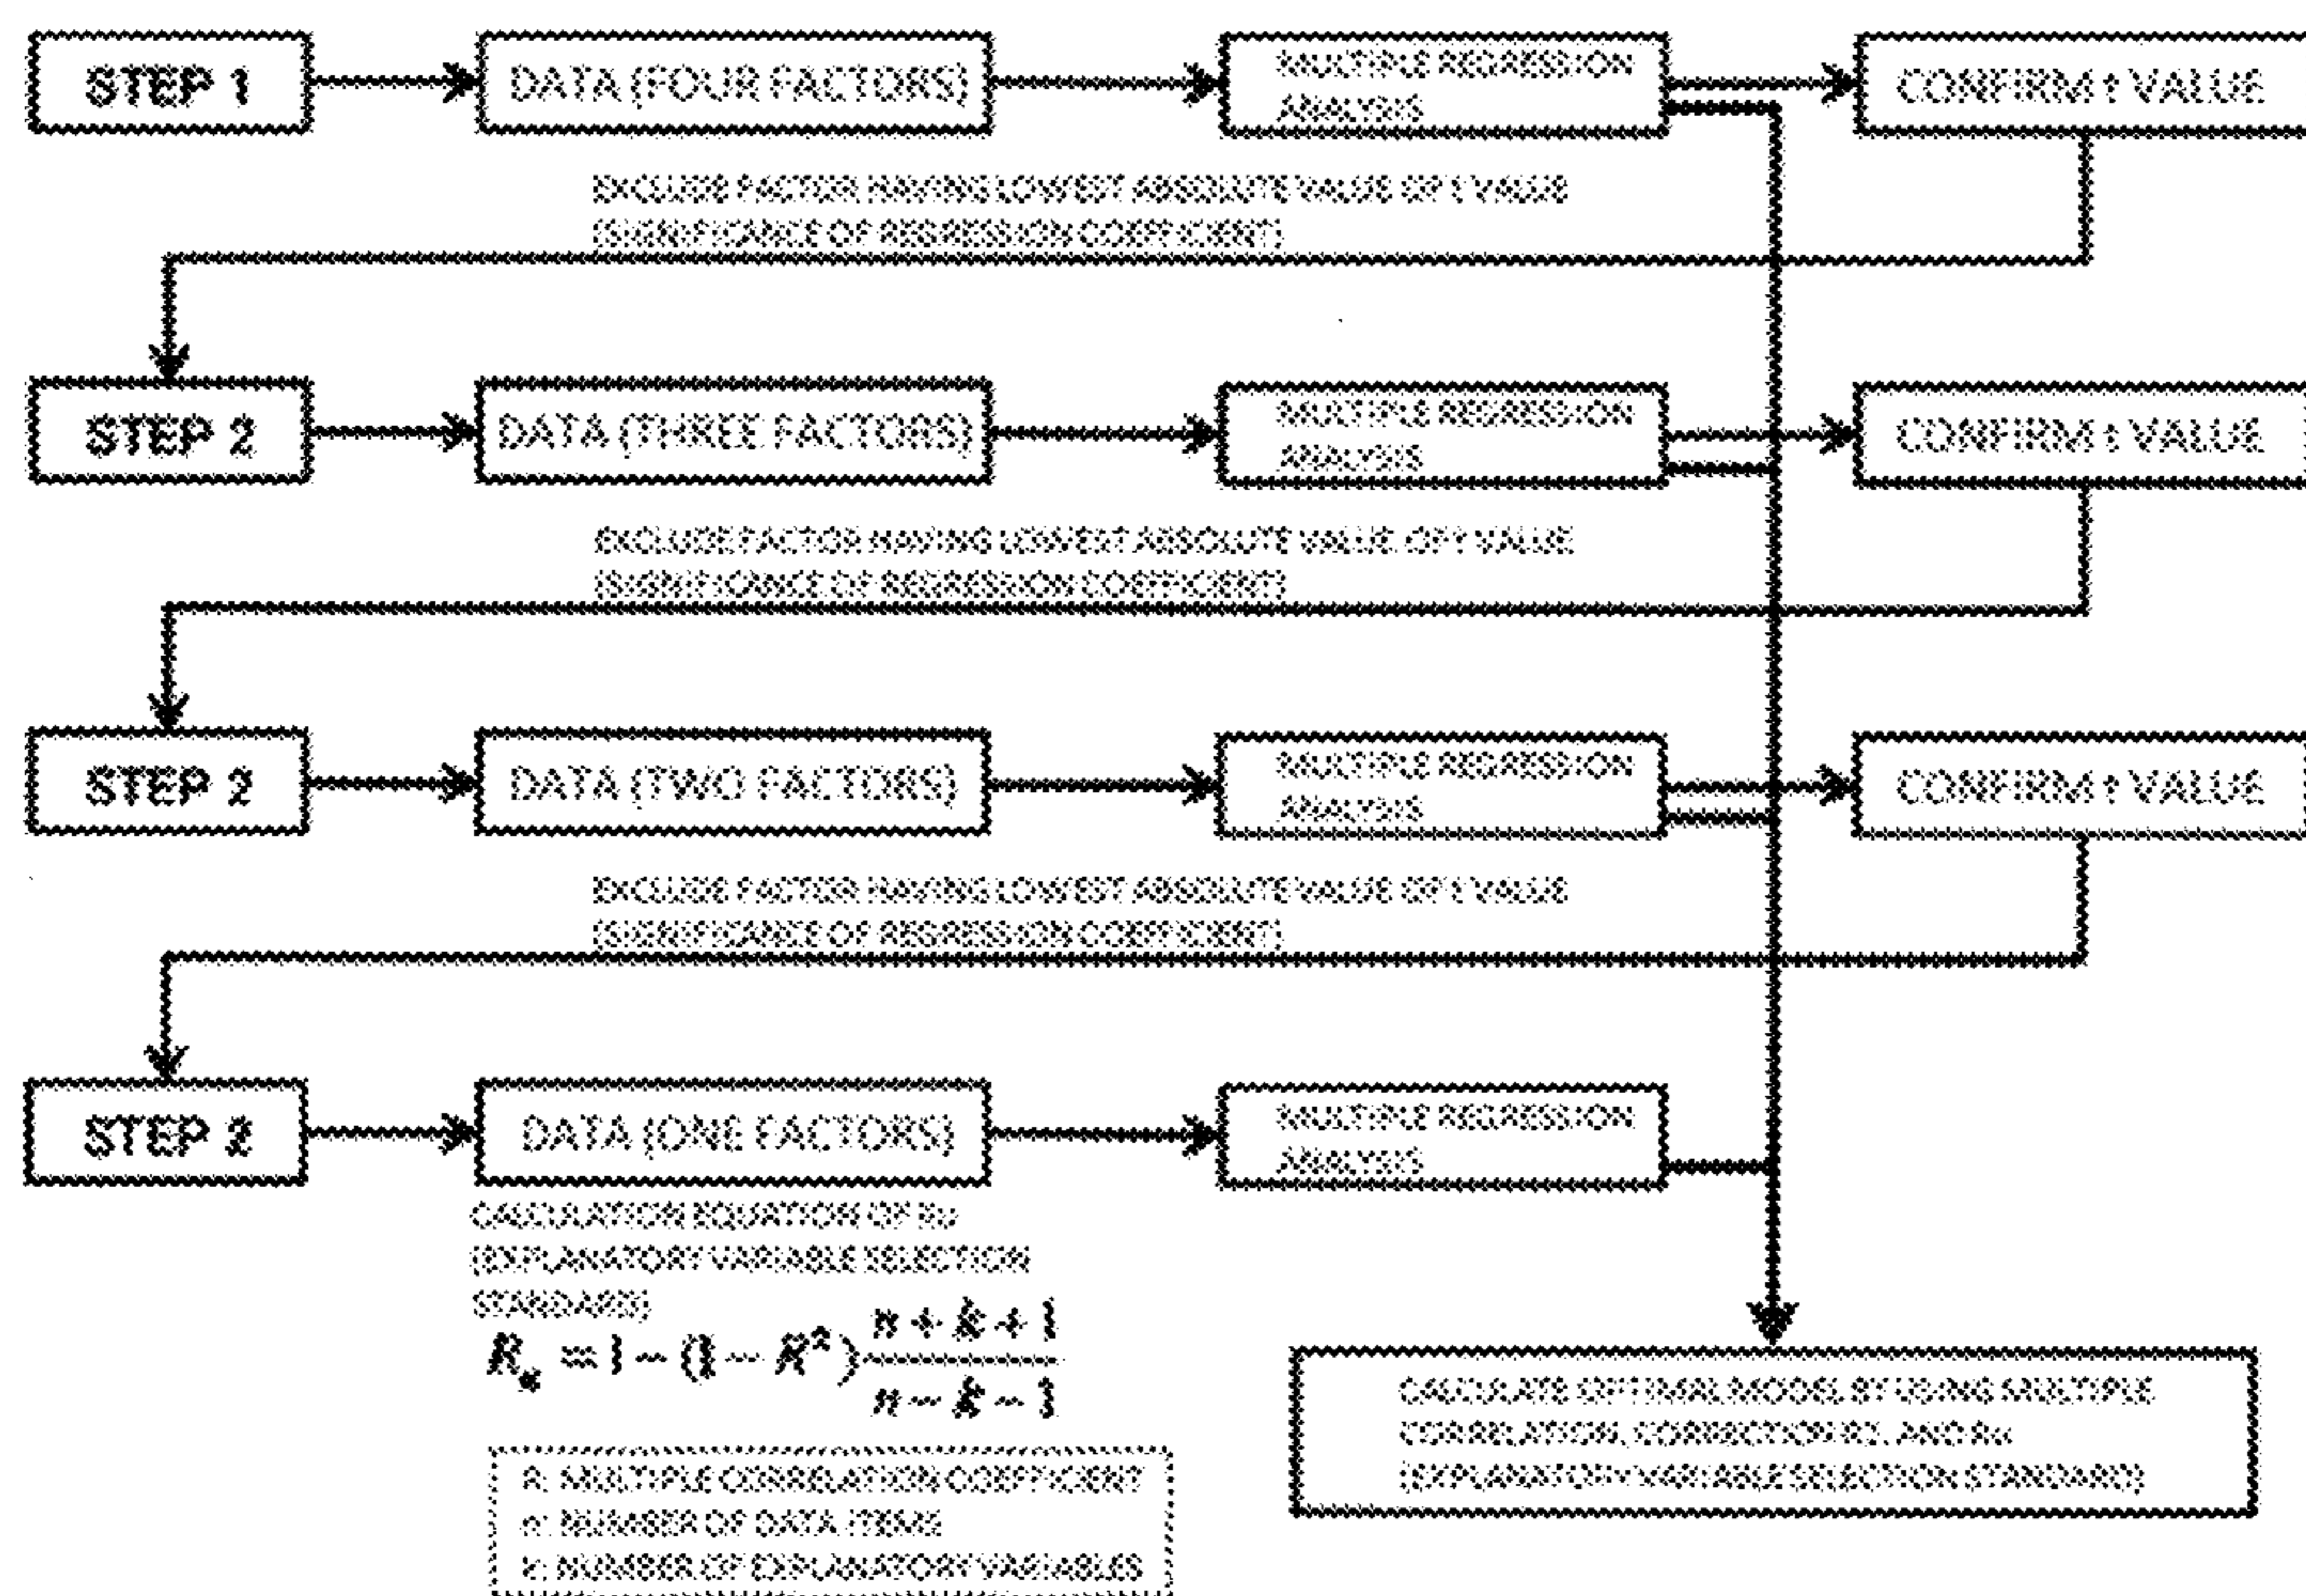 STEP 1
DATA (FOUR FACTORS)
MULTIPLE REGRESSION
ANALYSIS
CONFIRM t VALUE
EXCLUDE FACTOR HAVING LOWEST ABSOLUTE VALUE OF t VALUE
(SIGNIFICANCE OF REGRESSION COEFFICIENT)
STEP 2
DATA (THREE FACTORS)
MULTIPLE REGRESSION
ANALYSIS
CONFIRM t VALUE
EXCLUDE FACTOR HAVING LOWEST ABSOLUTE VALUE OF t VALUE
(SIGNIFICANCE OF REGRESSION COEFFICIENT)
STEP 2
DATA (TWO FACTORS)
MULTIPLE REGRESSION
ANALYSIS
CONFIRM t VALUE
EXCLUDE FACTOR HAVING LOWEST ABSOLUTE VALUE OF t VALUE
(SIGNIFICANCE OF REGRESSION COEFFICIENT)
STEP 2
DATA (ONE FACTORS)
MULTIPLE REGRESSION
ANALYSIS
CALCULATION EQUATION OF Ru
(EXPLANATORY VARIABLE SELECTION
STANDARD)
R = 1 - (1 - R²) n + k + 1
n - k - 1
CALCULATE OPTIMAL MODEL BY USING MULTIPLE
CORRELATION, CORRECTION R2, AND Ru
(EXPLANATORY VARIABLE SELECTION STANDARD)
R: MULTIPLE CORRELATION COEFFICIENT
n: NUMBER OF DATA ITEMS
k: NUMBER OF EXPLANATORY VARIABLES